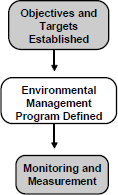 Objectives and
Targets
Established
Environmental
Management
Program Defined
Monitoring and
Measurement